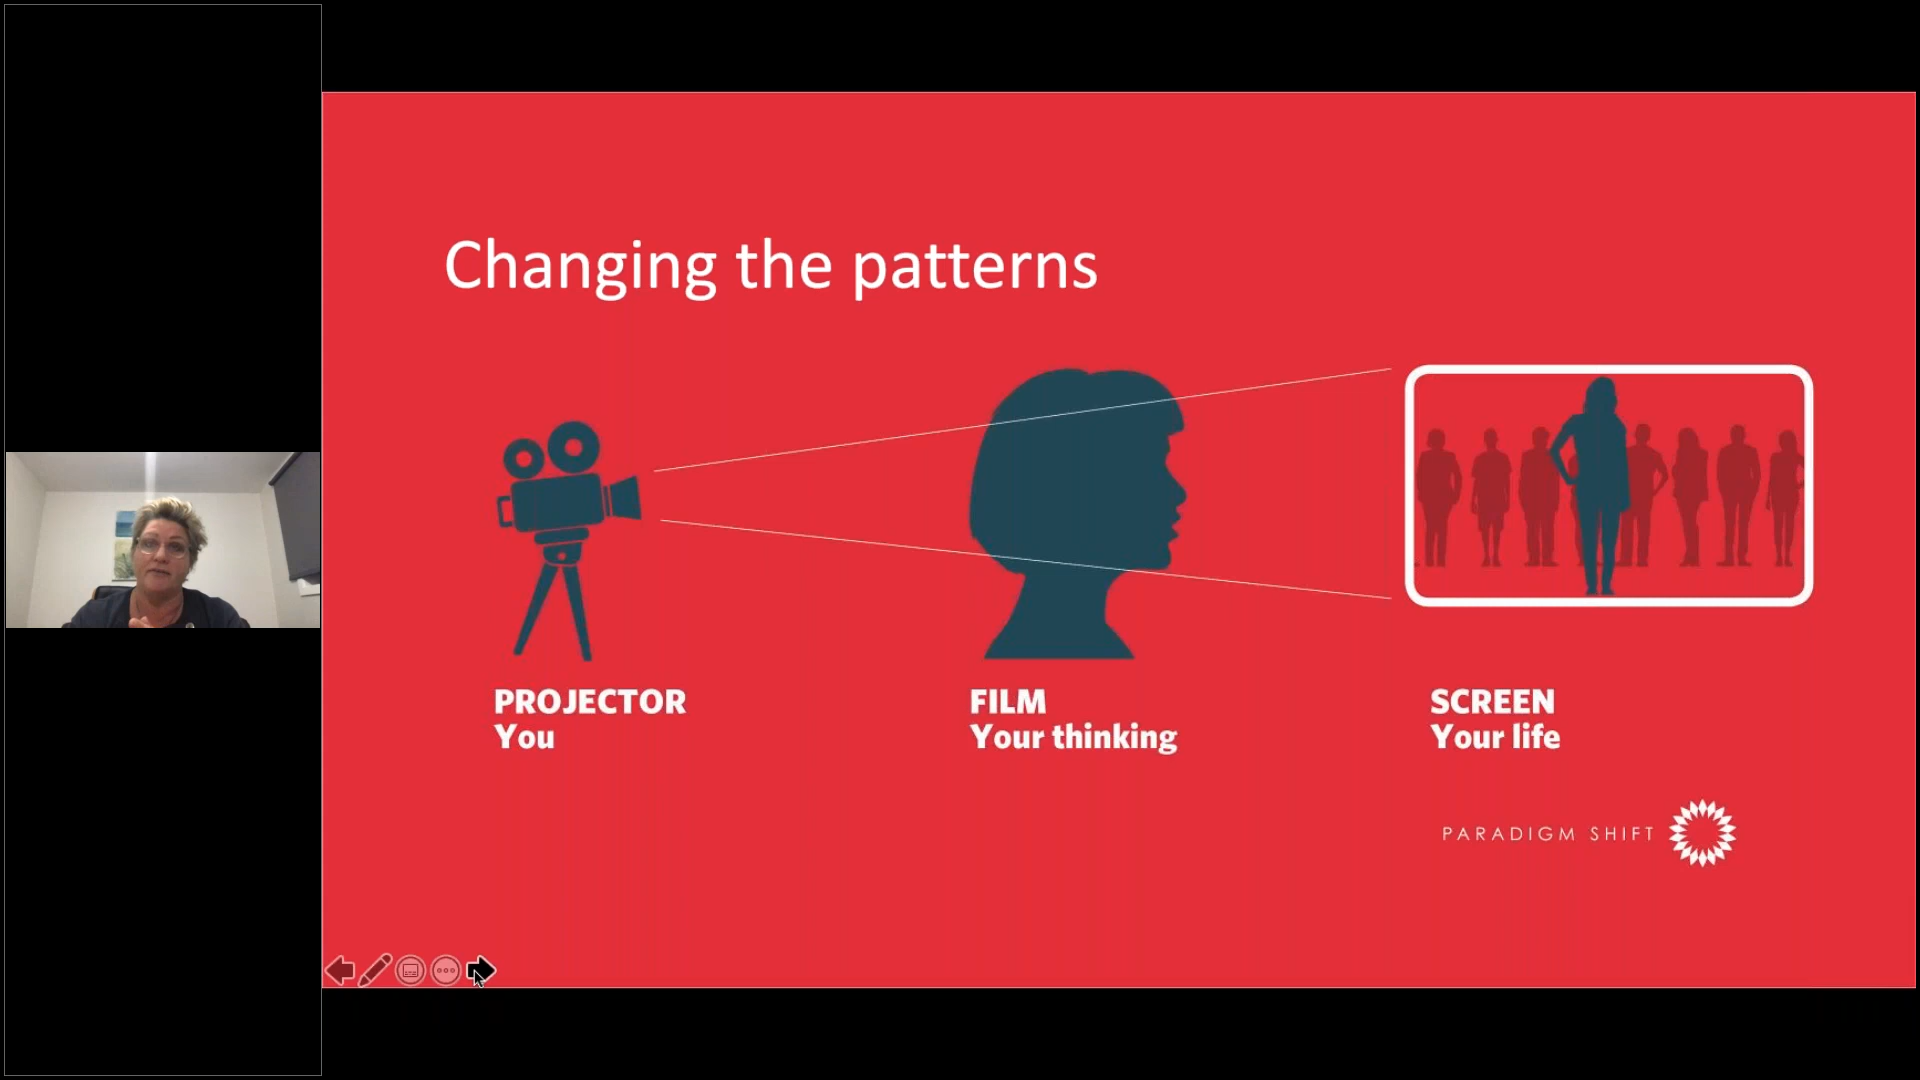 Changing the patterns
PROJECTOR
You
FILM
Your thinking
SCREEN
Your life
PARADIGM SHIFT